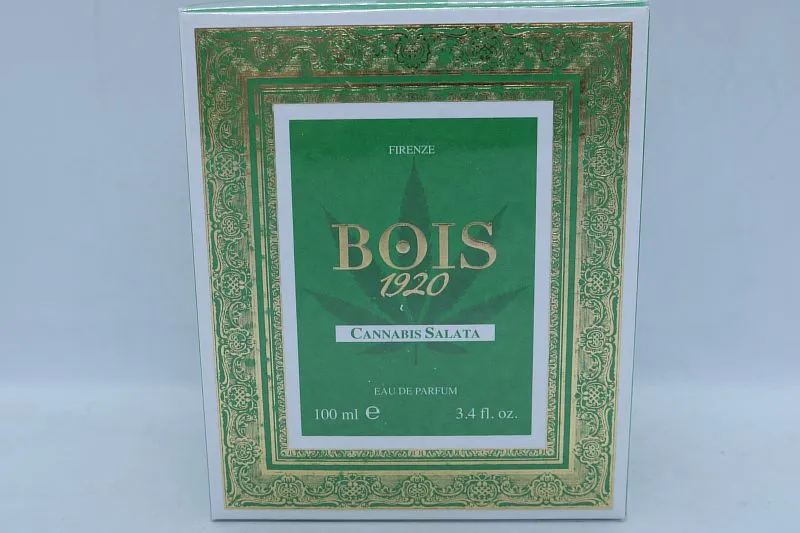 FIRENZE
BOIS
1920
CANNABIS SALATA
EAU DE PARFUM
100 ml ℮ 3.4 fl. oz.